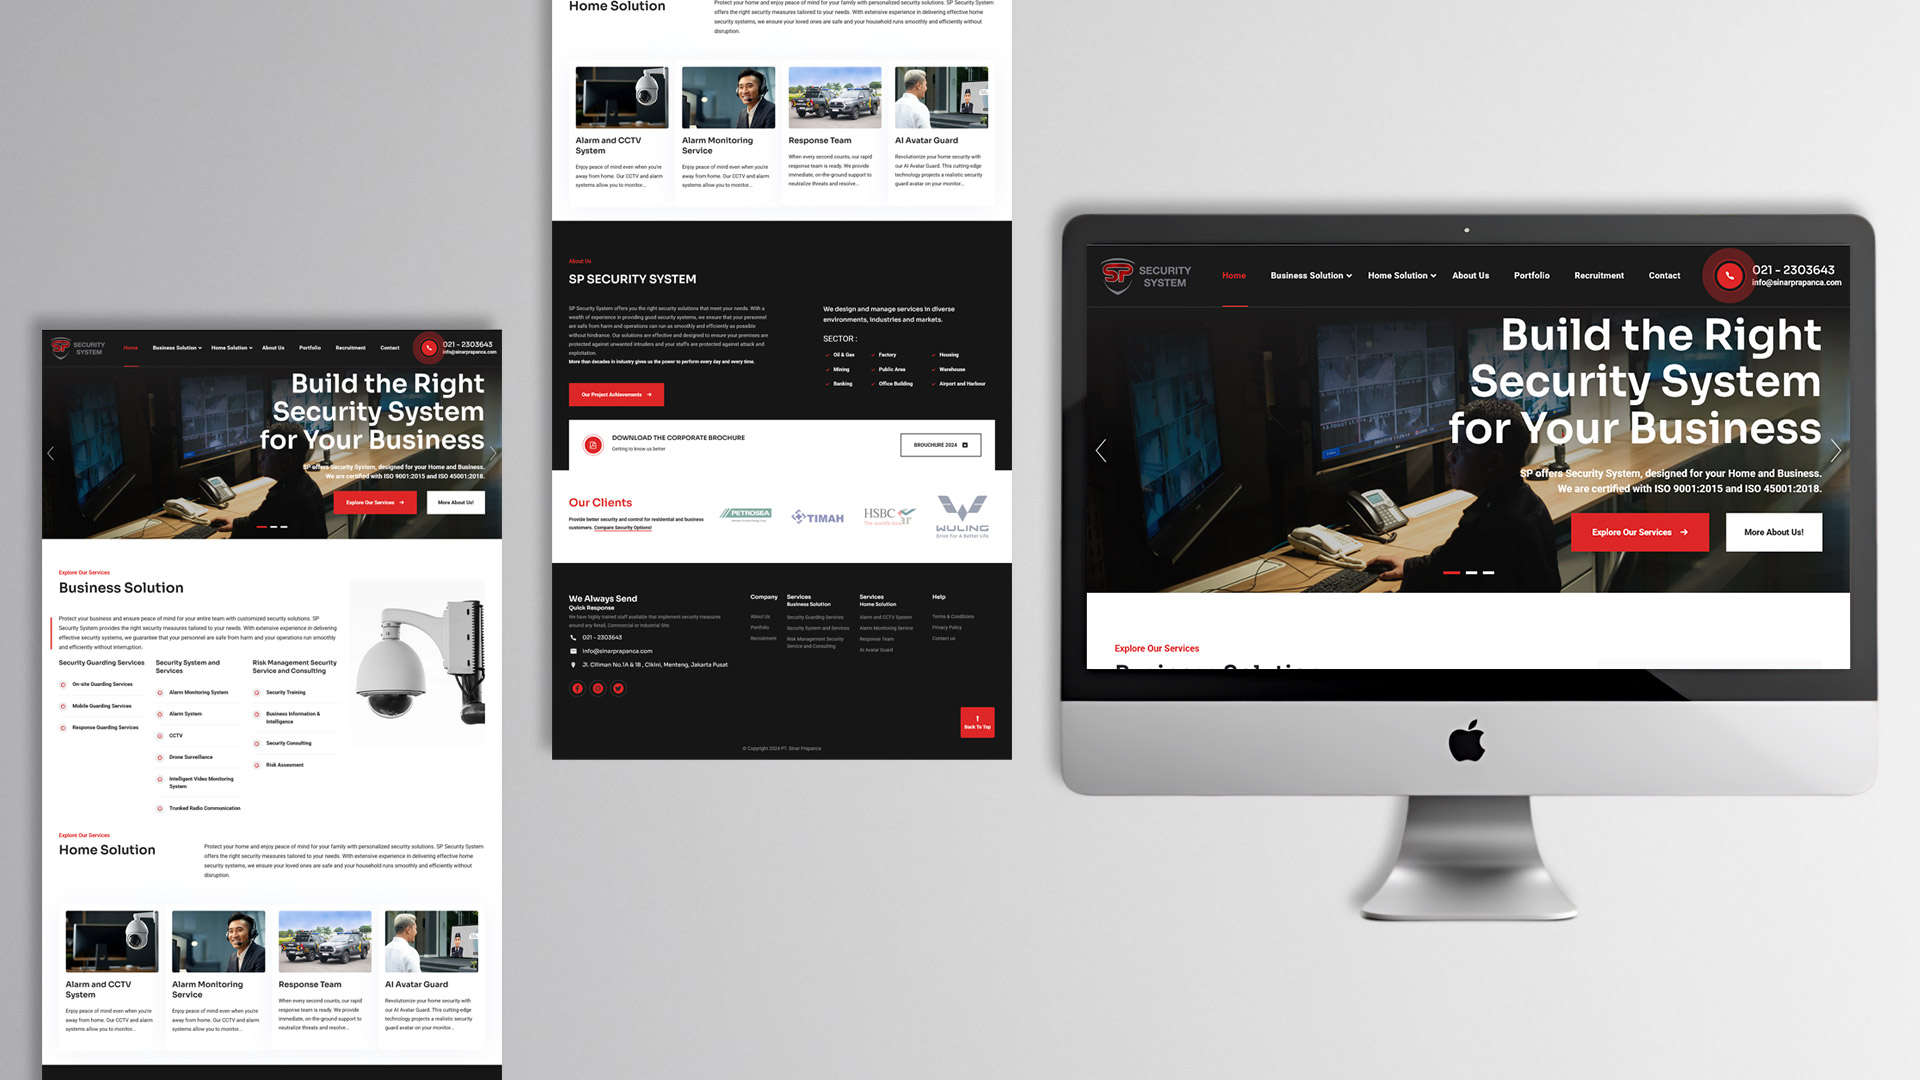 SP SECURITY
SYSTEM
Home
Business Solution
Home Solution
About Us
Portfolio
Recruitment
Contact
021 - 2303643
info@sinarprapanca.com
Build the Right
Security System
for Your Business
SP offers Security System, designed for your Home and Business.
We are certified with ISO 9001:2015 and ISO 45001:2018.
Explore Our Services
More About Us!
Explore Our Services
Business Solution
Protect your business and ensure peace of mind for your entire team with customized security solutions. SP
Security System provides the right security measures tailored to your needs. With extensive experience in delivering
effective security systems, we guarantee that your personnel are safe from harm and your operations run smoothly
and efficiently without interruption.
Security Guarding Services
On-site Guarding Services
Mobile Guarding Services
Response Guarding Services
Security System and
Services
Alarm Monitoring System
Alarm System
CCTV
Drone Surveillance
Intelligent Video Monitoring
System
Trunked Radio Communication
Risk Management Security
Service and Consulting
Security Training
Business Information &
Intelligence
Security Consulting
Risk Assesment
Explore Our Services
Home Solution
Protect your home and enjoy peace of mind for your family with personalized security solutions. SP Security System
offers the right security measures tailored to your needs. With extensive experience in delivering effective home
security systems, we ensure your loved ones are safe and your household runs smoothly and efficiently without
disruption.
Alarm and CCTV
System
Enjoy peace of mind even when you're
away from home. Our CCTV and alarm
systems allow you to monitor...
Alarm Monitoring
Service
Enjoy peace of mind even when you're
away from home. Our CCTV and alarm
systems allow you to monitor...
Response Team
When every second counts, our rapid
response team is ready. We provide
immediate, on-the-ground support to
neutralize threats and resolve...
AI Avatar Guard
Revolutionize your home security with
our AI Avatar Guard. This cutting-edge
technology projects a realistic security
guard avatar on your monitor...
Home Solution
Protect your home and enjoy peace of mind for your family with personalized security solutions. SP Security System
offers the right security measures tailored to your needs. With extensive experience in delivering effective home
security systems, we ensure your loved ones are safe and your household runs smoothly and efficiently without
disruption.
Alarm and CCTV
System
Enjoy peace of mind even when you're
away from home. Our CCTV and alarm
systems allow you to monitor...
Alarm Monitoring
Service
Enjoy peace of mind even when you're
away from home. Our CCTV and alarm
systems allow you to monitor...
Response Team
When every second counts, our rapid
response team is ready. We provide
immediate, on-the-ground support to
neutralize threats and resolve...
AI Avatar Guard
Revolutionize your home security with
our AI Avatar Guard. This cutting-edge
technology projects a realistic security
guard avatar on your monitor...
About Us
SP SECURITY SYSTEM
SP Security System offers you the right security solutions that meet your needs. With a
wealth of experience in providing good security systems, we ensure that your personnel
are safe from harm and operations can run as smoothly and efficiently as possible
without hindrance. Our solutions are effective and designed to ensure your premises are
protected against unwanted intruders and your staffs are protected against attack and
exploitation.
More than decades in industry gives us the power to perform every day and every time.
Our Project Achievements
We design and manage services in diverse
environments, industries and markets.
SECTOR :
Oil & Gas
Factory
Housing
Mining
Public Area
Warehouse
Banking
Office Building
Airport and Harbour
DOWNLOAD THE CORPORATE BROCHURE
Getting to know us better
BROUCHURE 2024
Our Clients
Provide better security and control for residential and business
customers. Compare Security Options!
PETROSEA
TIMAH
HSBC
The world's local
WULING
Drive For A Better Life
We Always Send
Quick Response
We have highly trained staff available that implement security measures
around any Retail, Commercial or Industrial Site.
021 - 2303643
info@sinarprapanca.com
Jl. Ciliman No.1A & 1B , Cikini, Menteng, Jakarta Pusat
Company
About Us
Portfolio
Recruitment
Services
Business Solution
Security Guarding Services
Security System and Services
Risk Management Security
Service and Consulting
Services
Home Solution
Alarm and CCTV System
Alarm Monitoring Service
Response Team
AI Avatar Guard
Help
Terms & Conditions
Privacy Policy
Contact us
Back To Top
© Copyright 2024 PT. Sinar Prapanca
SP SECURITY
SYSTEM
Home
Business Solution
Home Solution
About Us
Portfolio
Recruitment
Contact
021 - 2303643
info@sinarprapanca.com
Build the Right
Security System
for Your Business
SP offers Security System, designed for your Home and Business.
We are certified with ISO 9001:2015 and ISO 45001:2018.
Explore Our Services
More About Us!
Explore Our Services
Business Solution